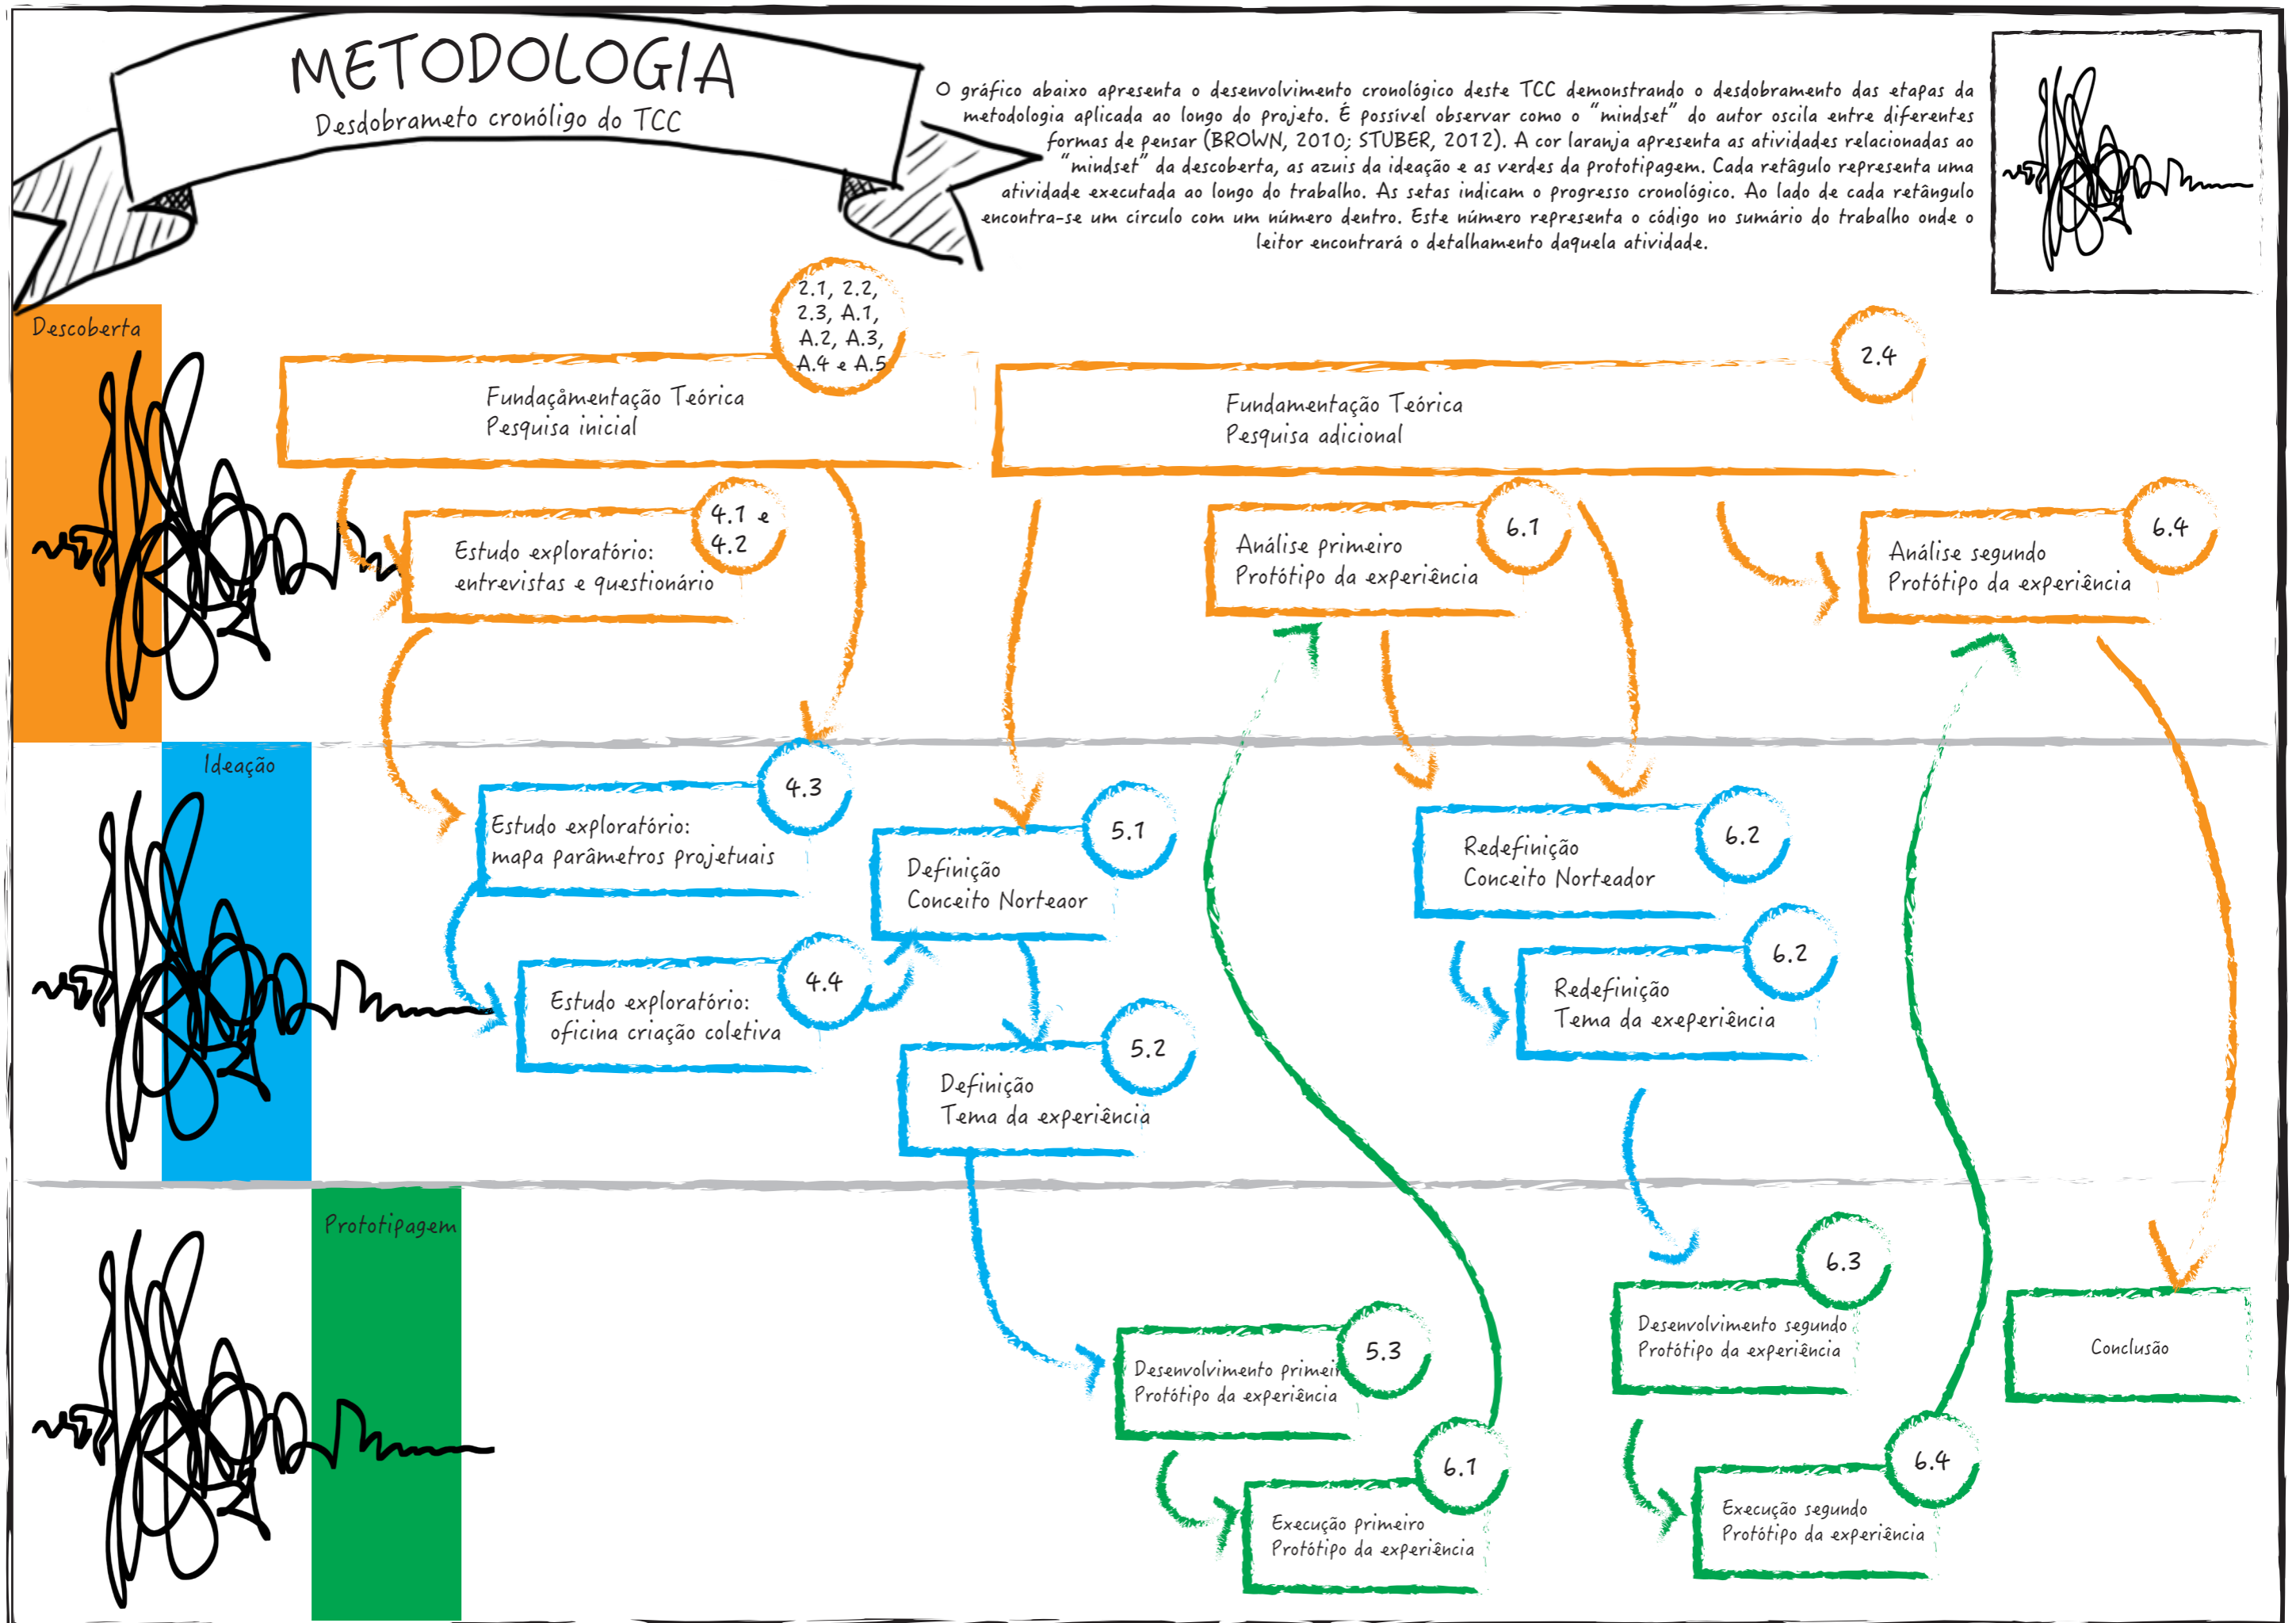 METODOLOGIA
Desdobrameto cronóligo do TCC
O gráfico abaixo apresenta o desenvolvimento cronológico deste TCC demonstrando o desdobramento das etapas da
metodologia aplicada ao longo do projeto. É possível observar como o “mindset” do autor oscila entre diferentes
formas de pensar (BROWN, 2010; STUBER, 2012). A cor laranja apresenta as atividades relacionadas ao
“mindset” da descoberta, as azuis da ideação e as verdes da prototipagem. Cada retâgulo representa uma
atividade executada ao longo do trabalho. As setas indicam o progresso cronológico. Ao lado de cada retângulo
encontra-se um círculo com um número dentro. Este número representa o código no sumário do trabalho onde o
leitor encontrará o detalhamento daquela atividade.
Descoberta
2.1, 2.2,
2.3, A.1,
A.2, A.3,
A.4 e A.5
Fundaçåmentação Teórica
Pesquisa inicial
2.4
Fundamentação Teórica
Pesquisa adicional
4.1 e
4.2
Estudo exploratório:
entrevistas e questionário
6.1
Análise primeiro
Protótipo da experiência
6.4
Análise segundo
Protótipo da experiência
Ideação
4.3
Estudo exploratório:
mapa parâmetros projetuais
5.1
Definição
Conceito Norteaor
6.2
Redefinição
Conceito Norteador
4.4
Estudo exploratório:
oficina criação coletiva
6.2
Redefinição
Tema da exeperiência
5.2
Definição
Tema da experiência
Prototipagem
6.3
Desenvolvimento segundo
Protótipo da experiência
Conclusão
5.3
Desenvolvimento primeir
Protótipo da experiência
6.1
Execução primeiro
Protótipo da experiência
6.4
Execução segundo
Protótipo da experiência